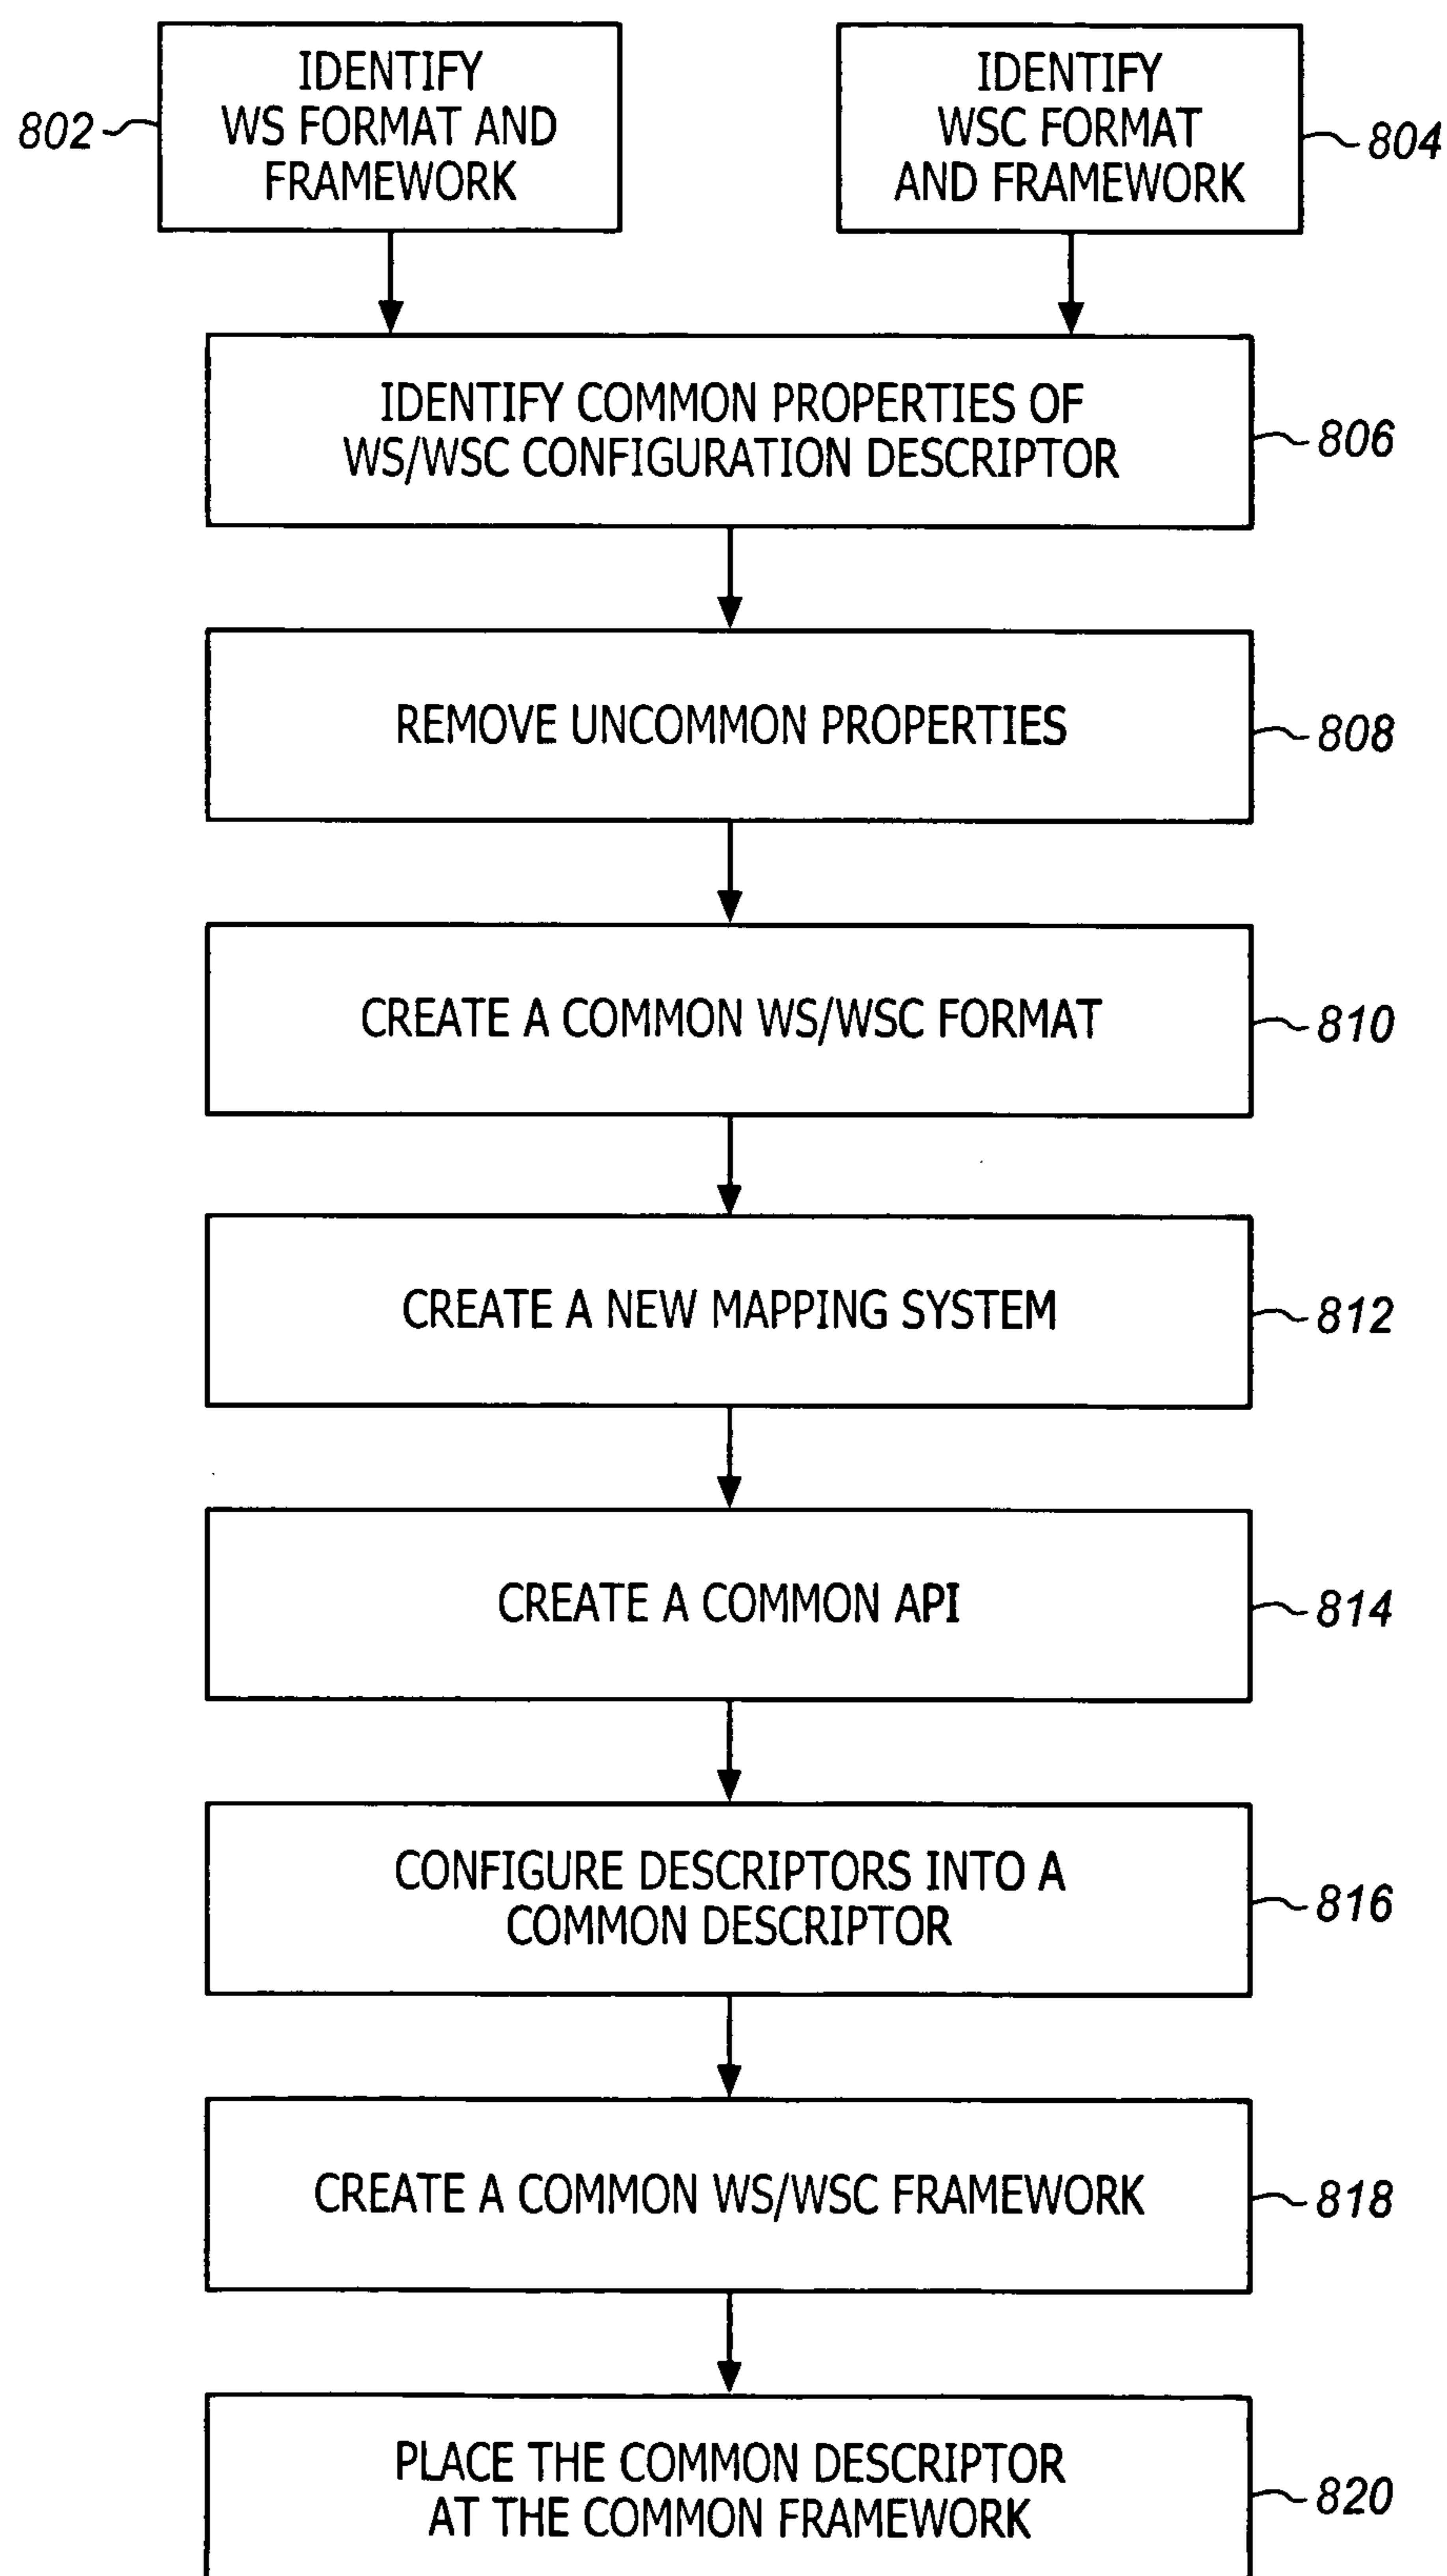 IDENTIFY
WS FORMAT AND
FRAMEWORK
802
IDENTIFY
WSC FORMAT
AND FRAMEWORK
804
IDENTIFY COMMON PROPERTIES OF
WS/WSC CONFIGURATION DESCRIPTOR
806
REMOVE UNCOMMON PROPERTIES
808
CREATE A COMMON WS/WSC FORMAT
810
CREATE A NEW MAPPING SYSTEM
812
CREATE A COMMON API
814
CONFIGURE DESCRIPTORS INTO A
COMMON DESCRIPTOR
816
CREATE A COMMON WS/WSC FRAMEWORK
818
PLACE THE COMMON DESCRIPTOR
AT THE COMMON FRAMEWORK
820